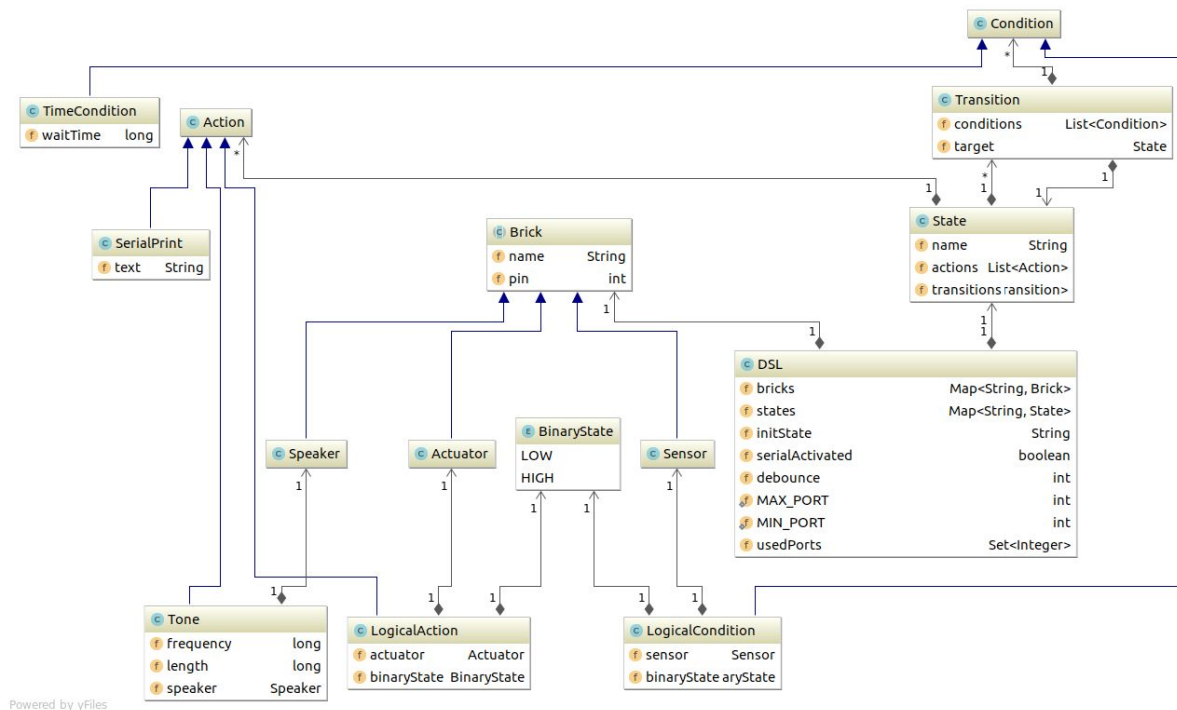 Condition
TimeCondition
waitTime long
Action
Transition
conditions List<Condition>
target State
SerialPrint
text String
Brick
name String
pin int
State
name String
actions List<Action>
transitions ransition>
DSL
bricks Map<String, Brick>
states Map<String, State>
initState String
serialActivated boolean
debounce int
MAX_PORT int
MIN_PORT int
usedPorts Set<Integer>
Speaker
Actuator
BinaryState
LOW
HIGH
Sensor
Tone
frequency long
length long
speaker Speaker
LogicalAction
actuator Actuator
binaryState BinaryState
LogicalCondition
sensor Sensor
binaryState aryState
Powered by yFiles